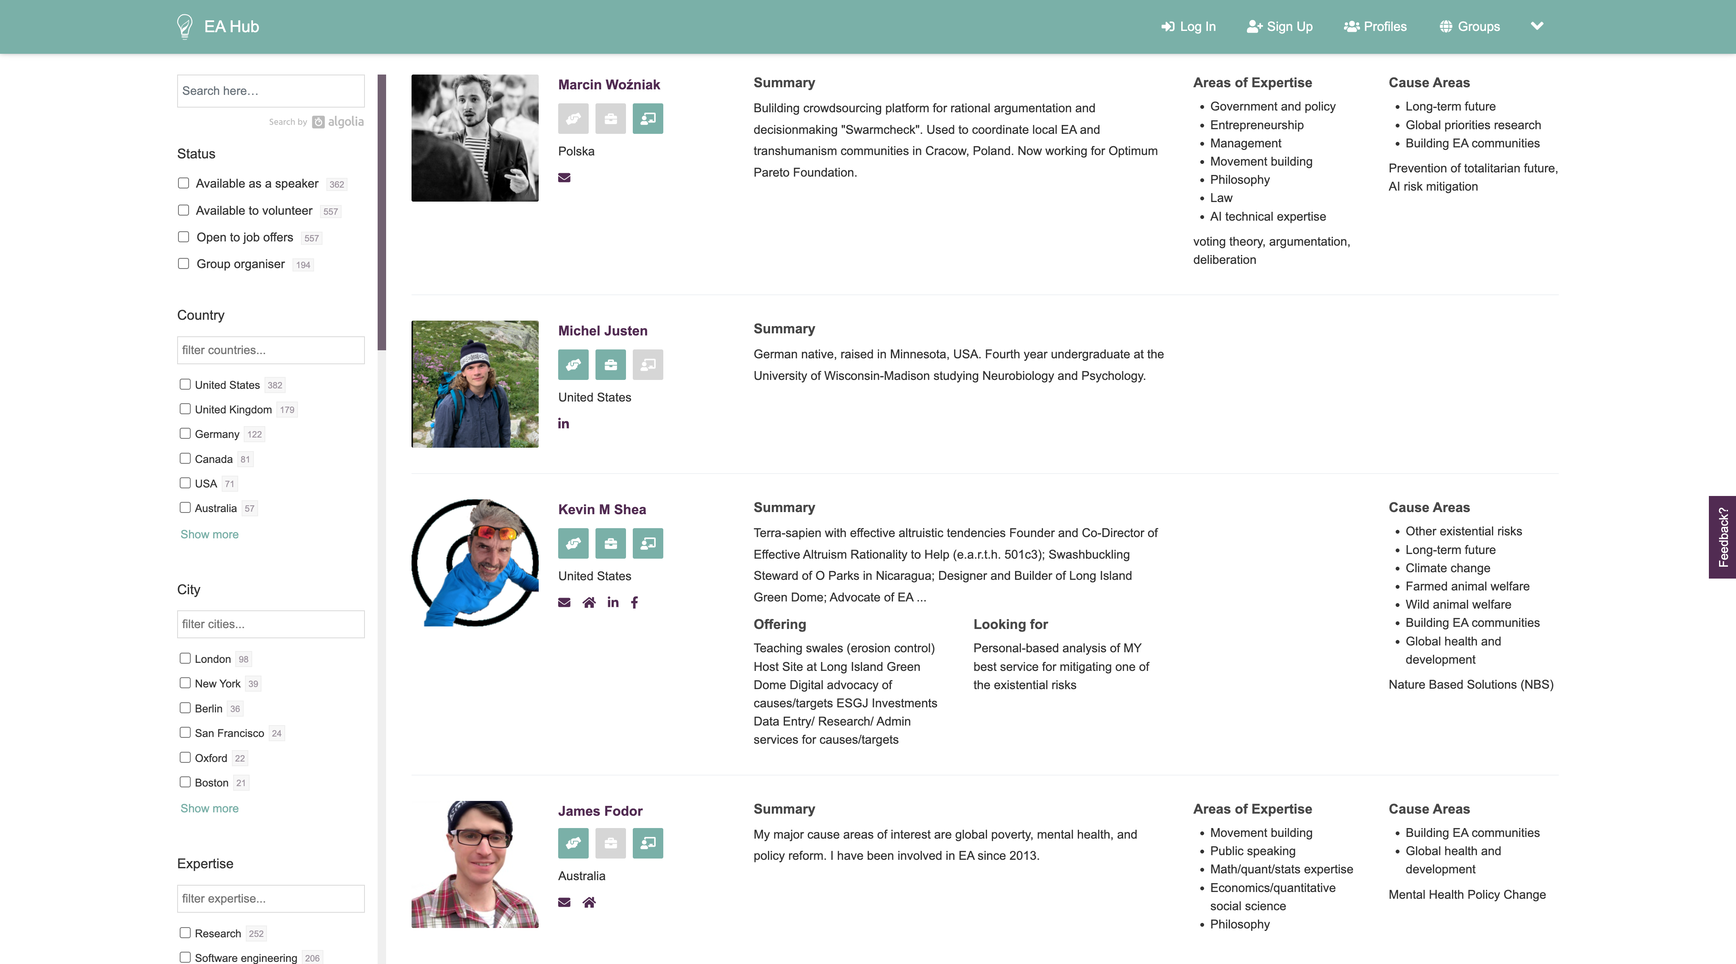 EA Hub
Log In
Sign Up
Profiles
Groups
Search here...
Search by algolia
Status
Available as a speaker 362
Available to volunteer 557
Open to job offers 557
Group organiser 194
Country
filter countries...
United States 382
United Kingdom 179
Germany 122
Canada 81
USA 71
Australia 57
Show more
City
filter cities...
London 98
New York 39
Berlin 36
San Francisco 24
Oxford 22
Boston 21
Show more
Expertise
filter expertise...
Research 252
Software engineering 206
Marcin Woźniak
Polska
Summary
Builiding crowdsourcing platform for rational argumentation and
decisionmaking "Swarmcheck". Used to coordinate local EA and
transhumanism communities in Cracow, Poland. Now working for Optimum
Pareto Foundation.
Areas of Expertise
Government and policy
Entrepreneurship
Management
Movement building
Philosophy
Law
AI technical expertise
voting theory, argumentation,
deliberation
Cause Areas
Long-term future
Global priorities research
Building EA communities
Prevention of totalitarian future,
AI risk mitigation
Michel Justen
United States
in
Summary
German native, raised in Minnesota, USA. Fourth year undergraduate at the
University of Wisconsin-Madison studying Neurobiology and Psychology.
Kevin M Shea
United States
in f
Summary
Terra-sapien with effective altruistic tendencies Founder and Co-Director of
Effective Altruism Rationality to Help (e.a.r.t.h. 501c3); Swashbuckling
Steward of O Parks in Nicaragua; Designer and Builder of Long Island
Green Dome; Advocate of EA ...
Offering
Teaching swales (erosion control)
Host Site at Long Island Green
Dome Digital advocacy of
causes/targets ESGJ Investments
Data Entry/ Research/ Admin
services for causes/targets
Looking for
Personal-based analysis of MY
best service for mitigating one of
the existential risks
Cause Areas
Other existential risks
Long-term future
Climate change
Farmed animal welfare
Wild animal welfare
Building EA communities
Global health and
development
Nature Based Solutions (NBS)
James Fodor
Australia
Summary
My major cause areas of interest are global poverty, mental health, and
policy reform. I have been involved in EA since 2013.
Areas of Expertise
Movement building
Public speaking
Math/quant/stats expertise
Economics/quantitative
social science
Philosophy
Cause Areas
Building EA communities
Global health and
development
Mental Health Policy Change
Feedback?